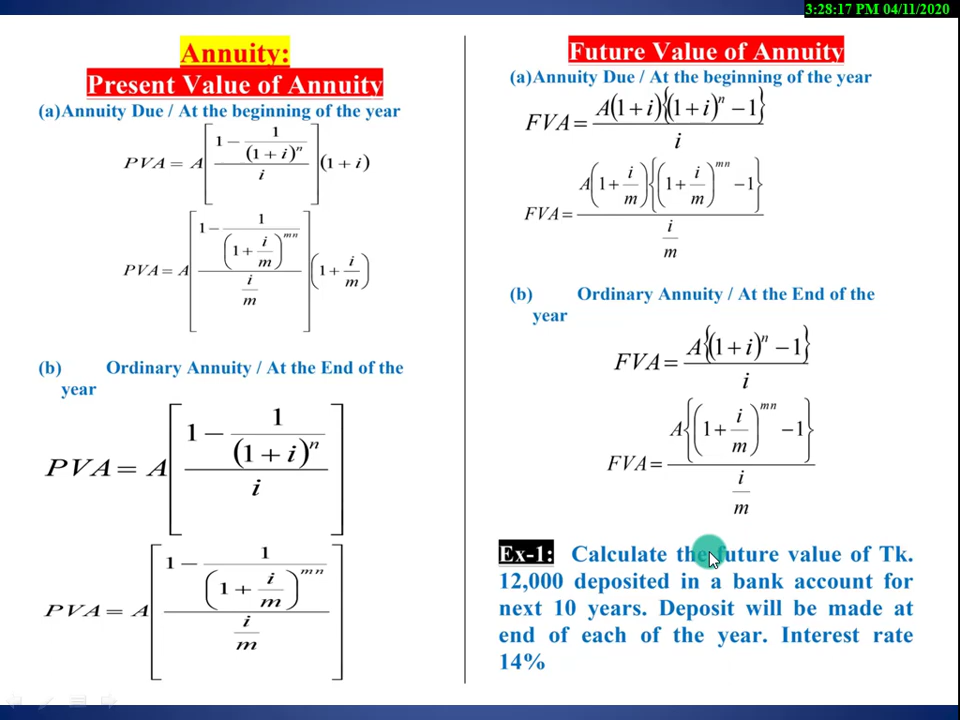 3:28:17 PM 04/11/2020
Annuity:
Present Value of Annuity
(a)Annuity Due / At the beginning of the year
PVA = A[(1 − 1/(1 + i)^n)/i](1 + i)
PVA = A[(1 − 1/(1 + i/m)^mn)/(i/m)](1 + i/m)
(b) Ordinary Annuity / At the End of the
year
PVA = A[(1 − 1/(1 + i)^n)/i]
PVA = A[(1 − 1/(1 + i/m)^mn)/(i/m)]
Future Value of Annuity
(a)Annuity Due / At the beginning of the year
FVA = A(1 + i){(1 + i)^n − 1}/i
FVA = A(1 + i/m){(1 + i/m)^mn − 1}/(i/m)
(b) Ordinary Annuity / At the End of the
year
FVA = A{(1 + i)^n − 1}/i
FVA = A{(1 + i/m)^mn − 1}/(i/m)
Ex-1: Calculate the future value of Tk.
12,000 deposited in a bank account for
next 10 years. Deposit will be made at
end of each of the year. Interest rate
14%